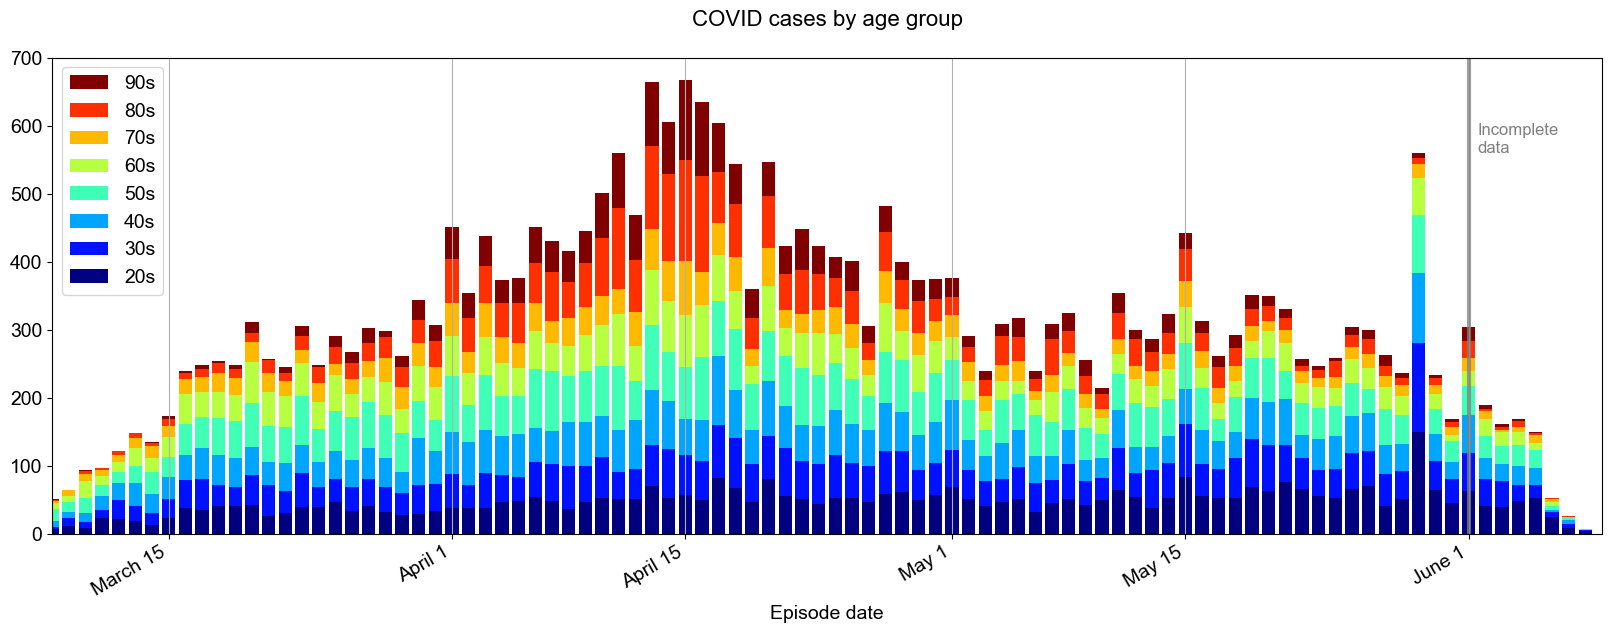 COVID cases by age group
700
600
500
400
300
200
100
0
90s
80s
70s
60s
50s
40s
30s
20s
Incomplete
data
March 15
April 1
April 15
May 1
May 15
June 1
Episode date